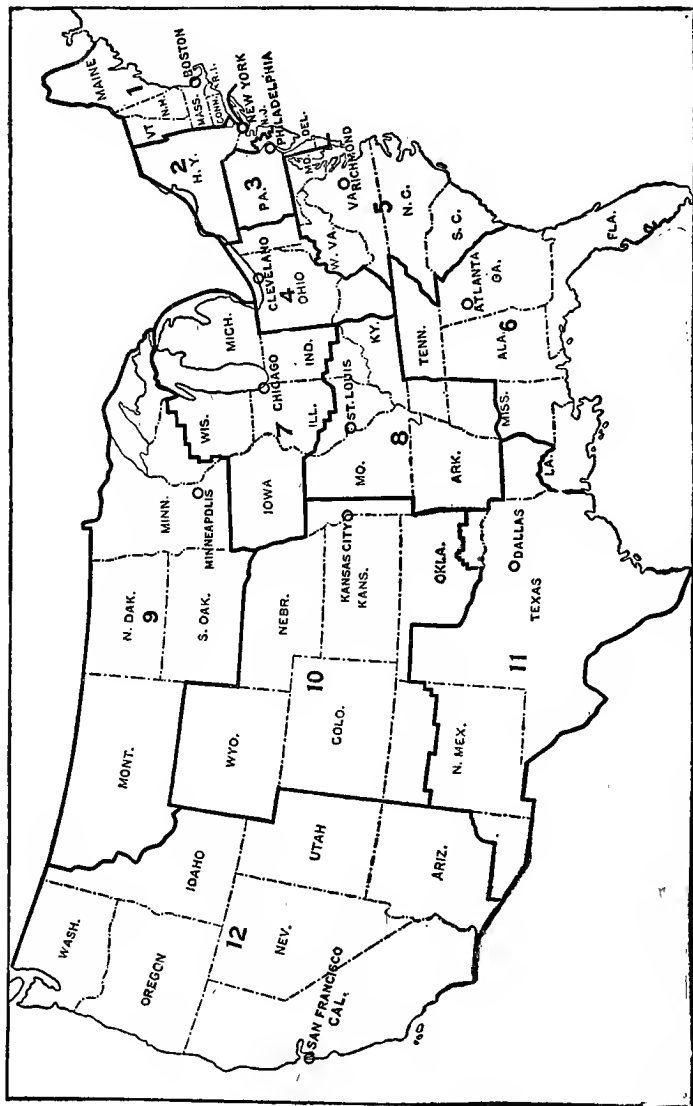 WASH.
OREGON
CAL.
SAN FRANCISCO
NEV.
12
IDAHO
UTAH
ARIZ.
MONT.
WYO.
COLO.
10
N. MEX.
N. DAK.
9
S. OAK.
NEBR.
KANSAS CITY
KANS.
OKLA.
TEXAS
11
DALLAS
MINN.
MINNEAPOLIS
IOWA
MO.
8
ARK.
LA.
WIS.
CHICAGO
7
ILL.
ST. LOUIS
MICH.
IND.
KY.
TENN.
MISS.
ALA.
6
ATLANTA
GA.
FLA.
CLEVELAND
4
OHIO
W. VA.
VA.
RICHMOND
5
N. C.
S. C.
PA.
3
MD.
DEL.
N.J.
PHILADELPHIA
NEW YORK
2
H. Y.
VT.
N.H.
1
MAINE
MASS.
BOSTON
CONN.
R.I.